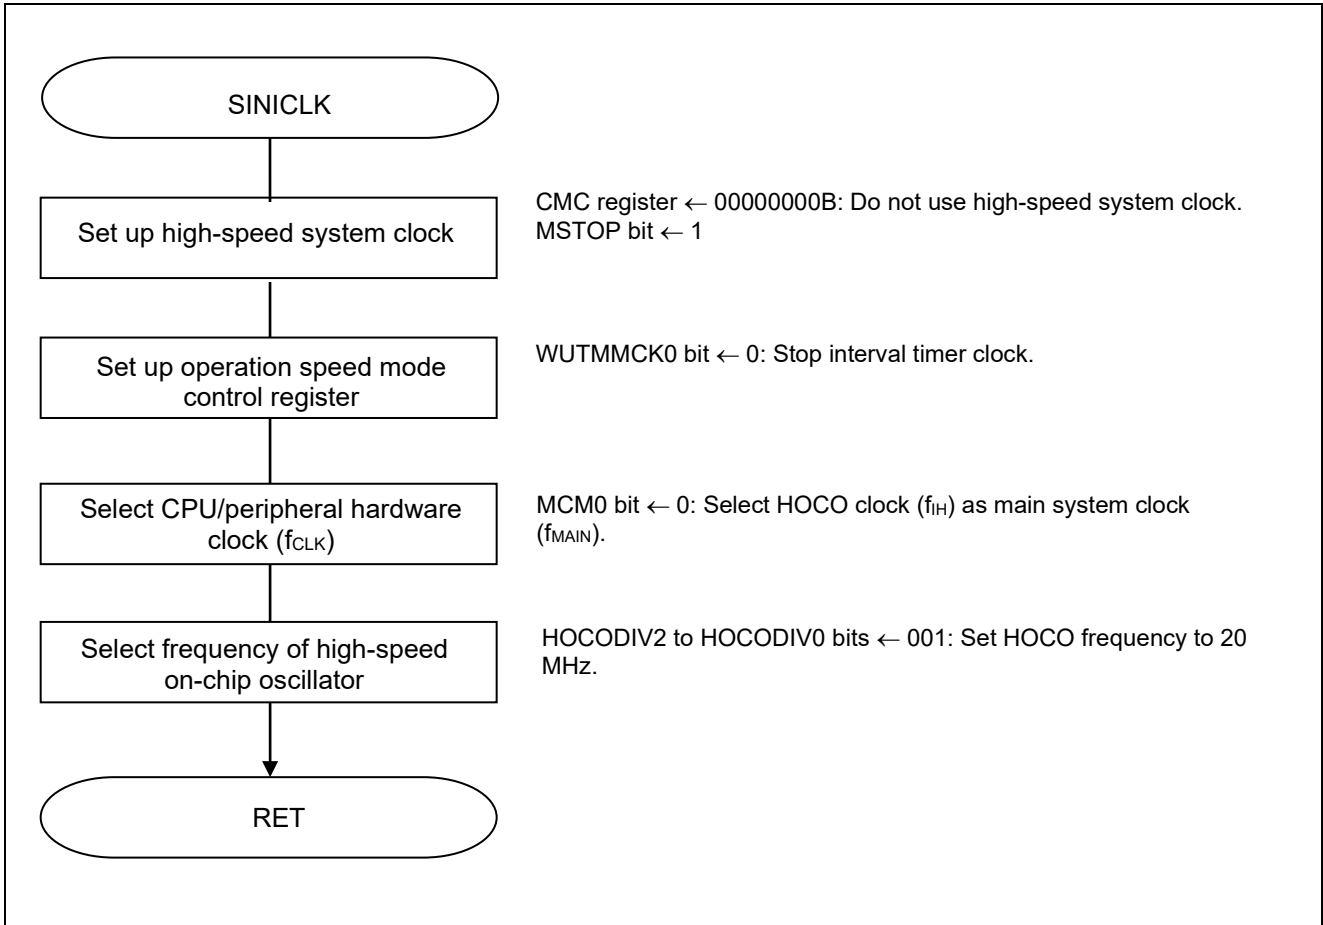 SINICLK
Set up high-speed system clock
CMC register ← 00000000B: Do not use high-speed system clock.
MSTOP bit ← 1
Set up operation speed mode
control register
WUTMMCK0 bit ← 0: Stop interval timer clock.
Select CPU/peripheral hardware
clock (fCLK)
MCM0 bit ← 0: Select HOCO clock (fIH) as main system clock
(fMAIN).
Select frequency of high-speed
on-chip oscillator
HOCODIV2 to HOCODIV0 bits ← 001: Set HOCO frequency to 20
MHz.
RET